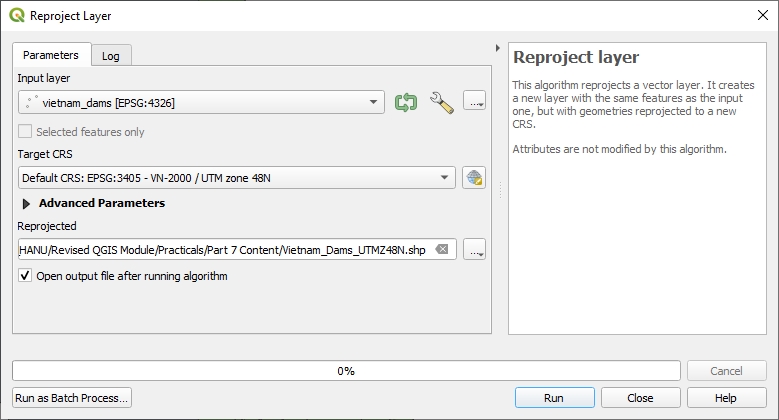 Reproject Layer
Parameters
Log
Input layer
vietnam_dams [EPSG:4326]
...
Selected features only
Target CRS
Default CRS: EPSG:3405 - VN-2000 / UTM zone 48N
Advanced Parameters
Reprojected
HANU/Revised QGIS Module/Practicals/Part 7 Content/Vietnam_Dams_UTMZ48N.shp
...
Open output file after running algorithm
Reproject layer
This algorithm reprojects a vector layer. It creates
a new layer with the same features as the input
one, but with geometries reprojected to a new
CRS.
Attributes are not modified by this algorithm.
0%
Cancel
Run as Batch Process...
Run
Close
Help